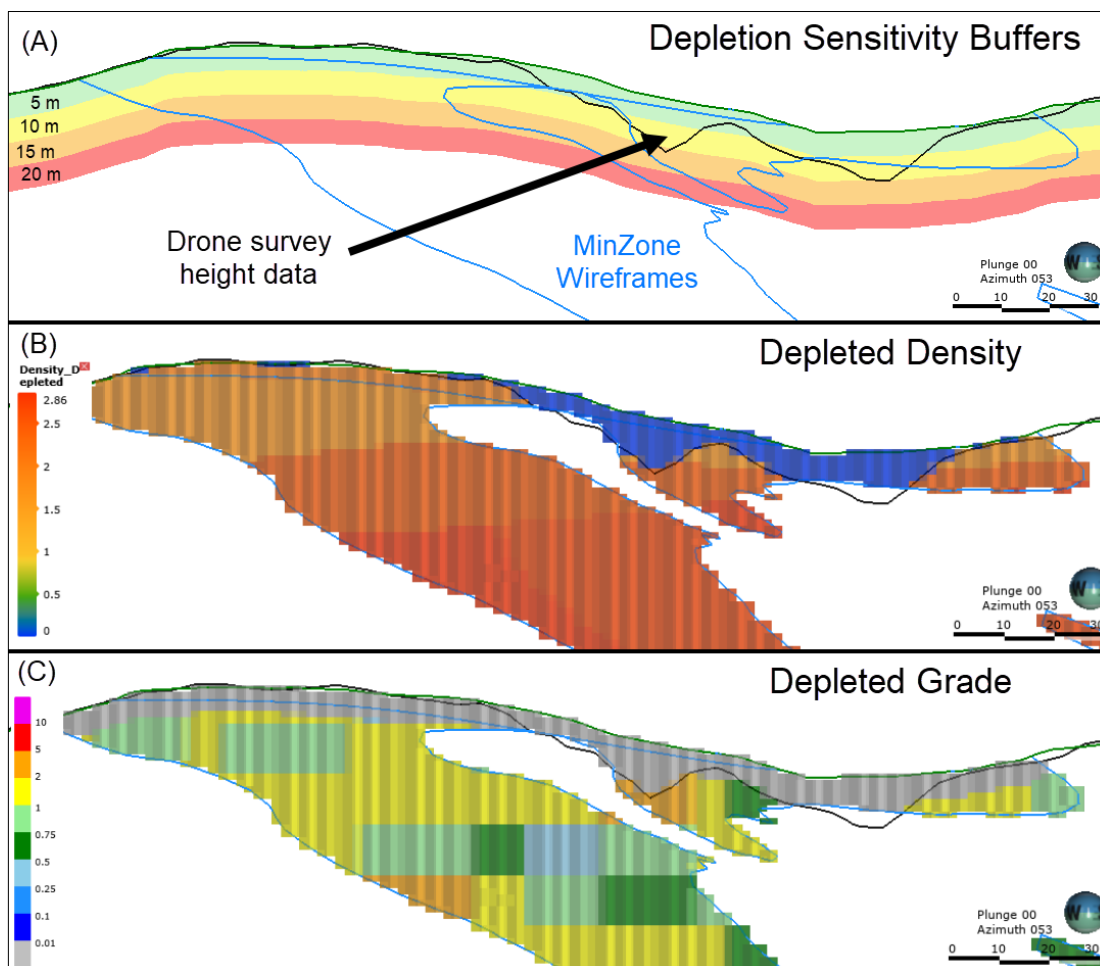 (A)
Depletion Sensitivity Buffers
5 m
10 m
15 m
20 m
Drone survey
height data
MinZone
Wireframes
Plunge 00
Azimuth 053
W S
0 10 20 30
(B)
Depleted Density
Density_D
epleted
2.86
2.5
2
1.5
1
0.5
0
Plunge 00
Azimuth 053
W S
0 10 20 30
(C)
Depleted Grade
10
5
2
1
0.75
0.5
0.25
0.1
0.01
Plunge 00
Azimuth 053
W S
0 10 20 30